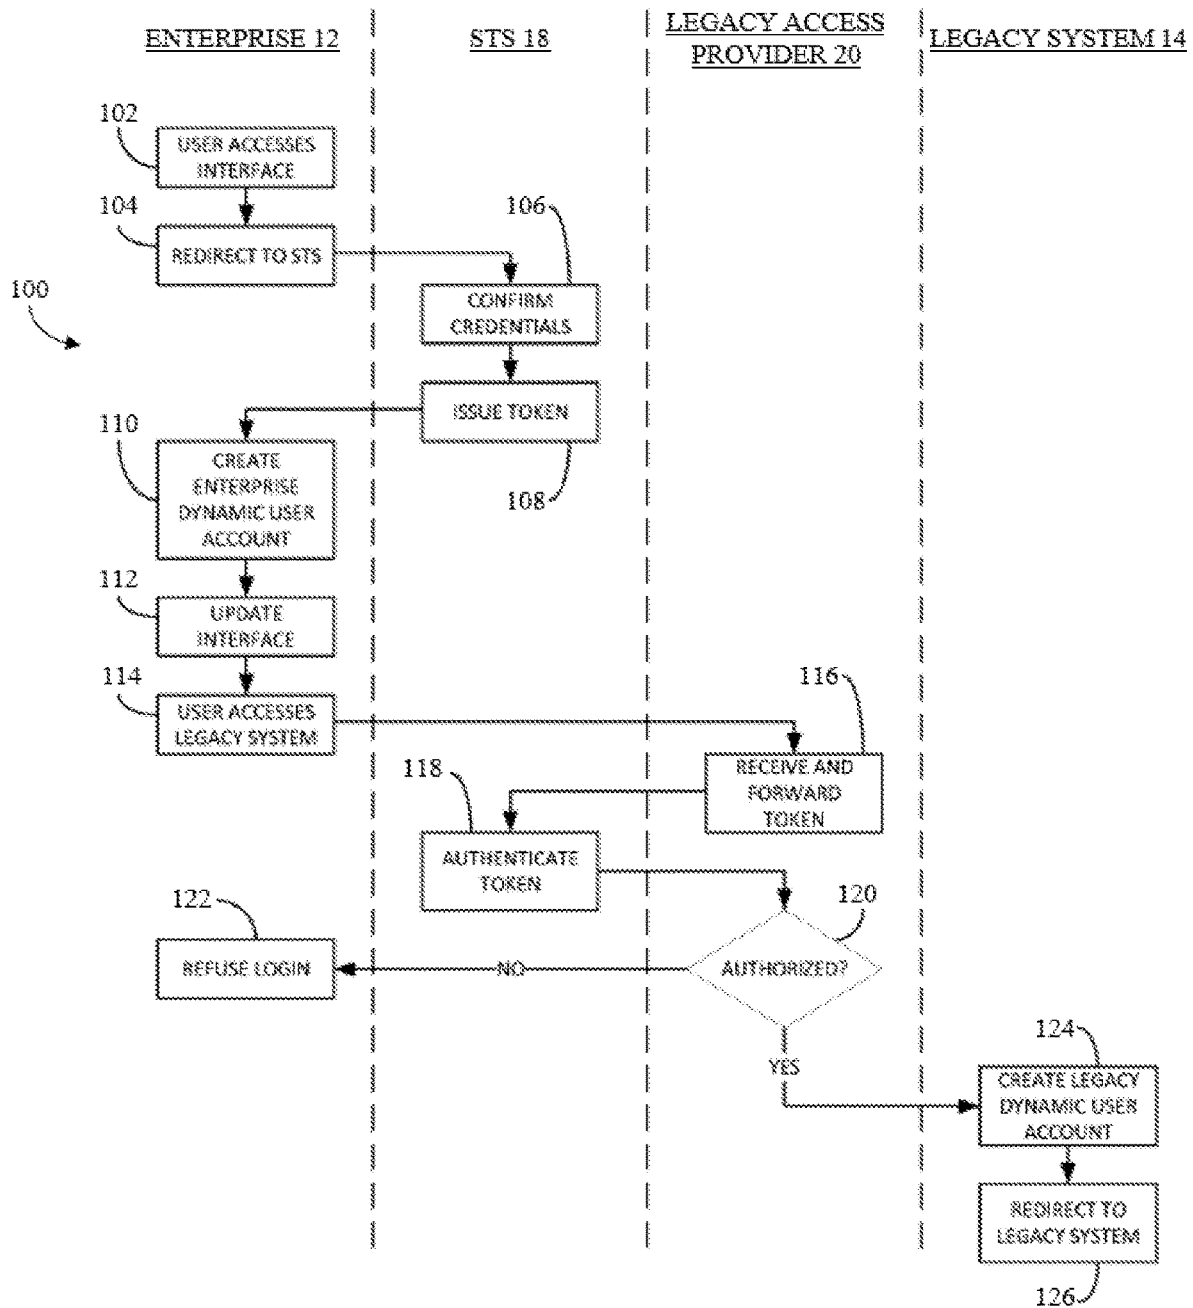 ENTERPRISE 12
STS 18
LEGACY ACCESS
PROVIDER 20
LEGACY SYSTEM 14
102
USER ACCESSES
INTERFACE
104
REDIRECT TO STS
106
CONFIRM
CREDENTIALS
100
ISSUE TOKEN
108
110
CREATE
ENTERPRISE
DYNAMIC USER
ACCOUNT
112
UPDATE
INTERFACE
114
USER ACCESSES
LEGACY SYSTEM
116
RECEIVE AND
FORWARD
TOKEN
118
AUTHENTICATE
TOKEN
120
AUTHORIZED?
122
REFUSE LOGIN
NO
YES
124
CREATE LEGACY
DYNAMIC USER
ACCOUNT
REDIRECT TO
LEGACY SYSTEM
126